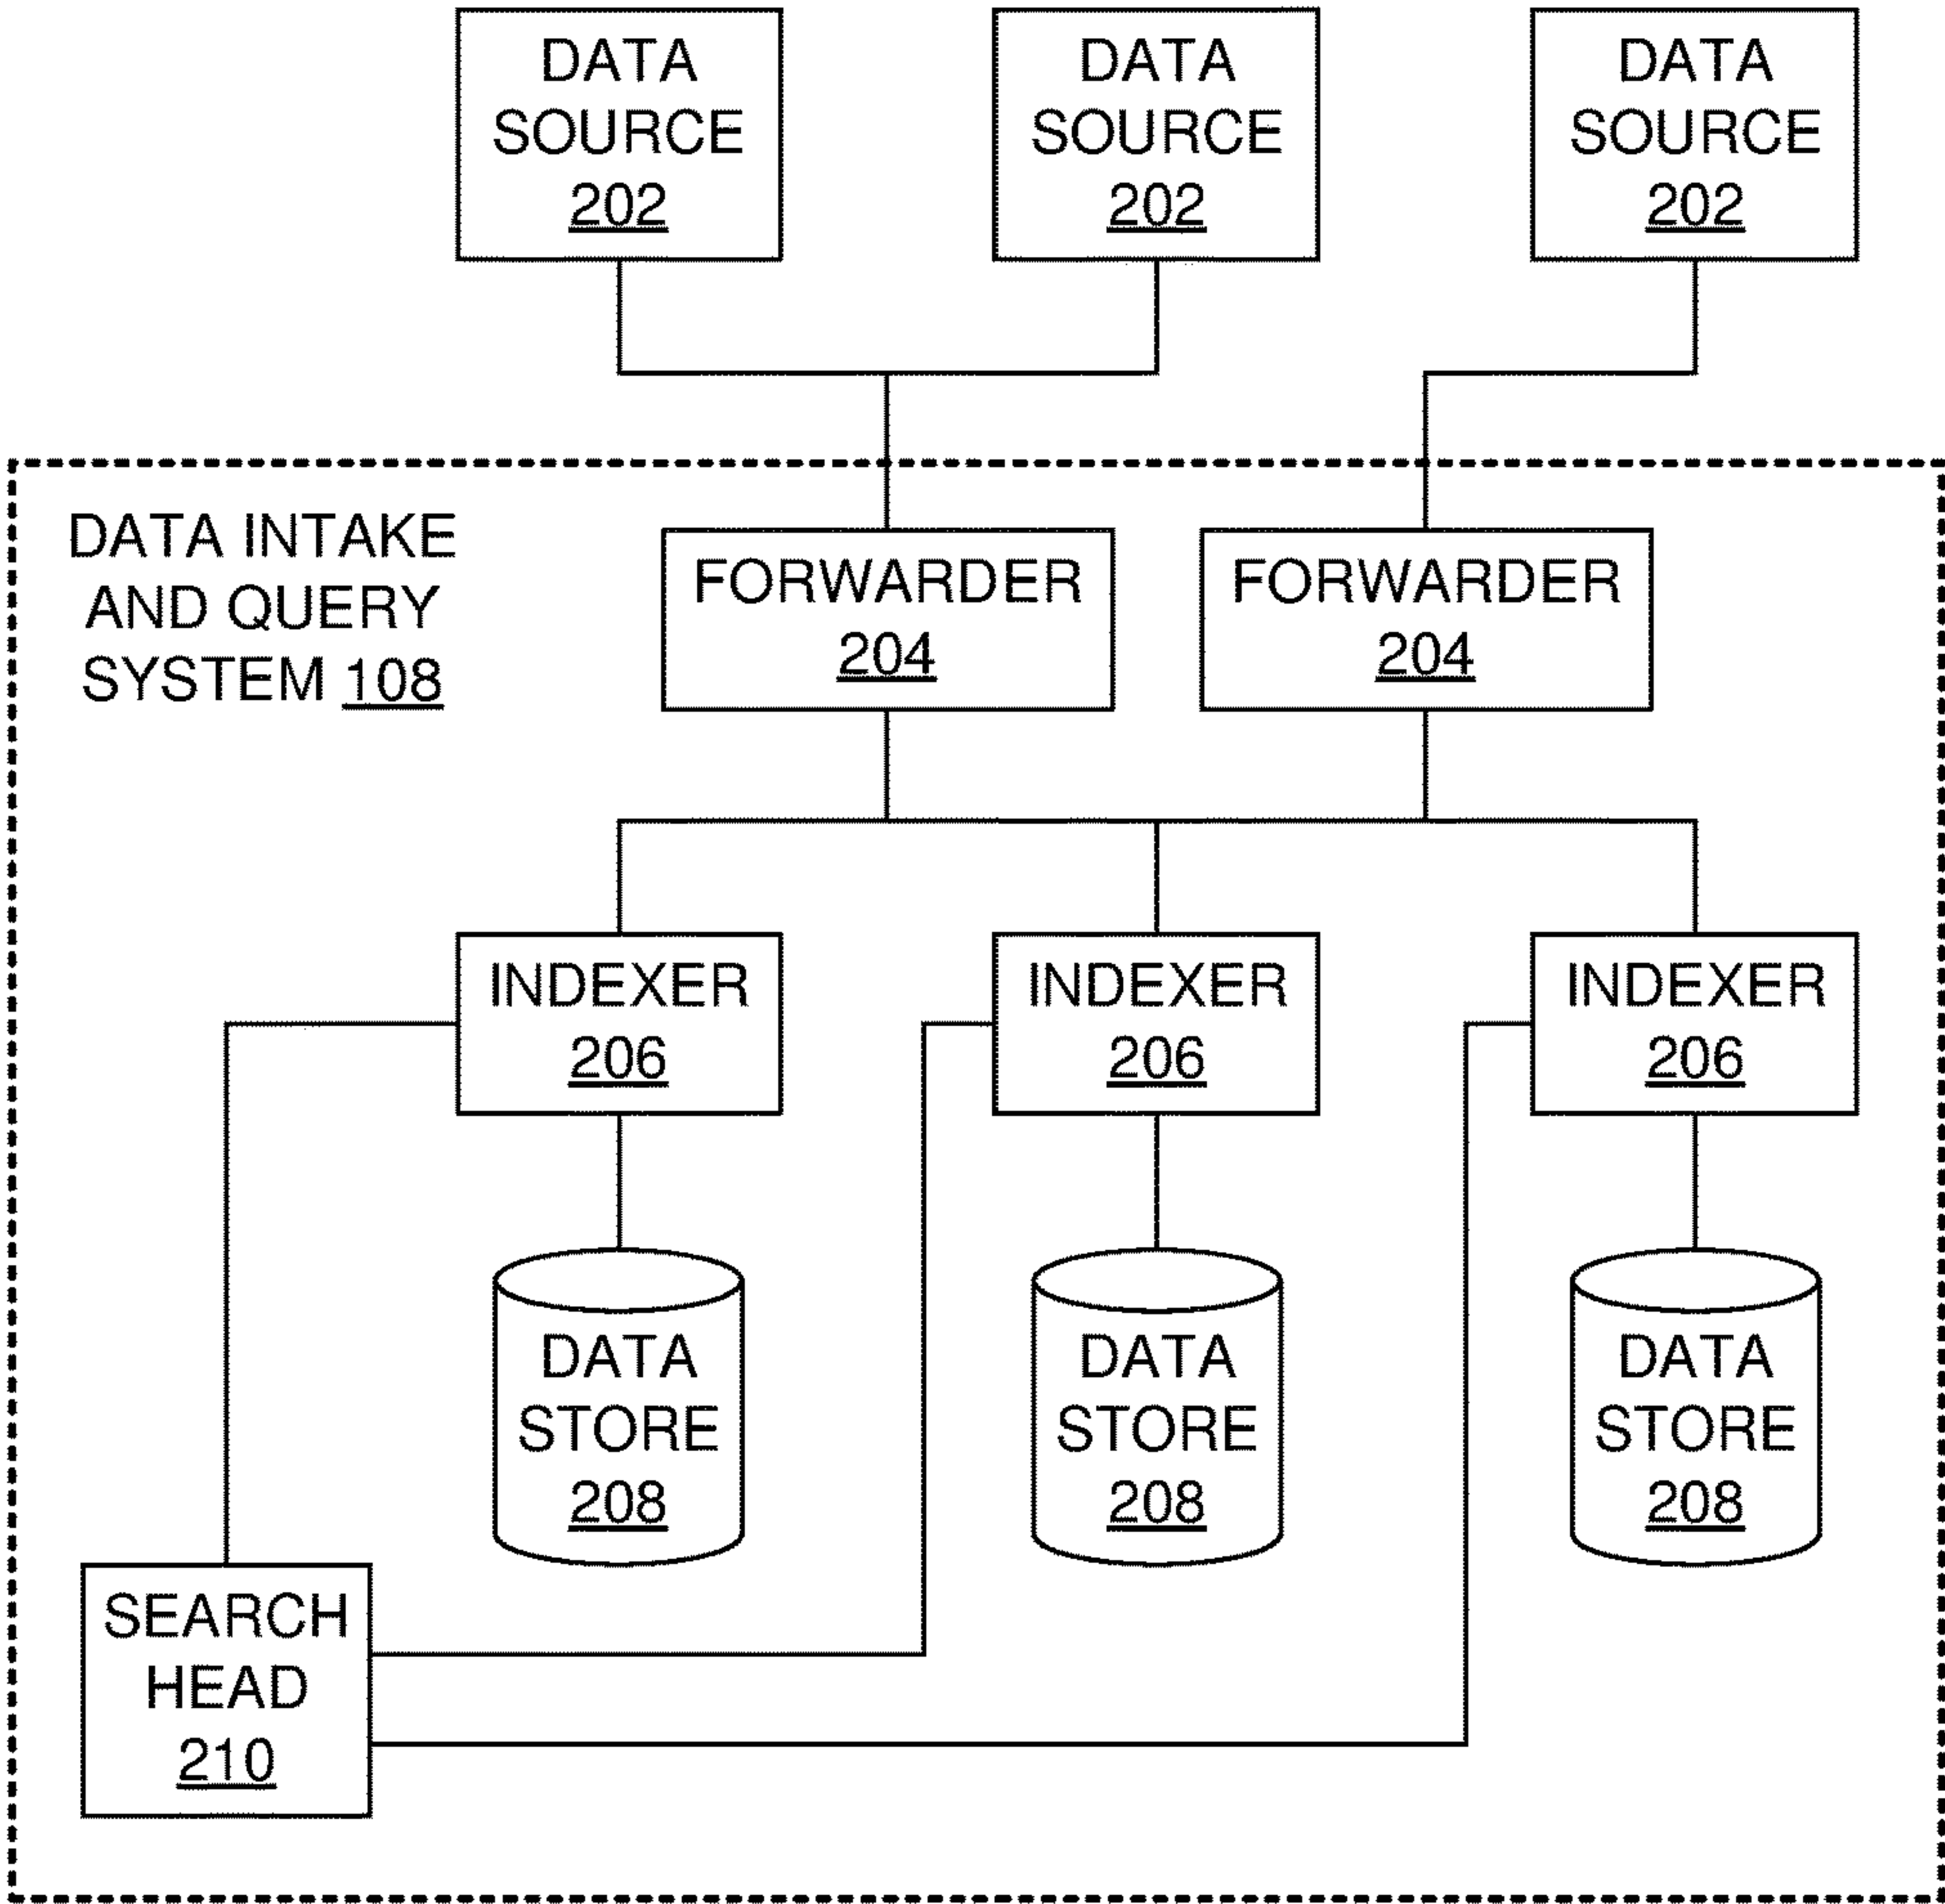 DATA
SOURCE
202
DATA
SOURCE
202
DATA
SOURCE
202
DATA INTAKE
AND QUERY
SYSTEM 108
FORWARDER
204
FORWARDER
204
INDEXER
206
INDEXER
206
INDEXER
206
DATA
STORE
208
DATA
STORE
208
DATA
STORE
208
SEARCH
HEAD
210